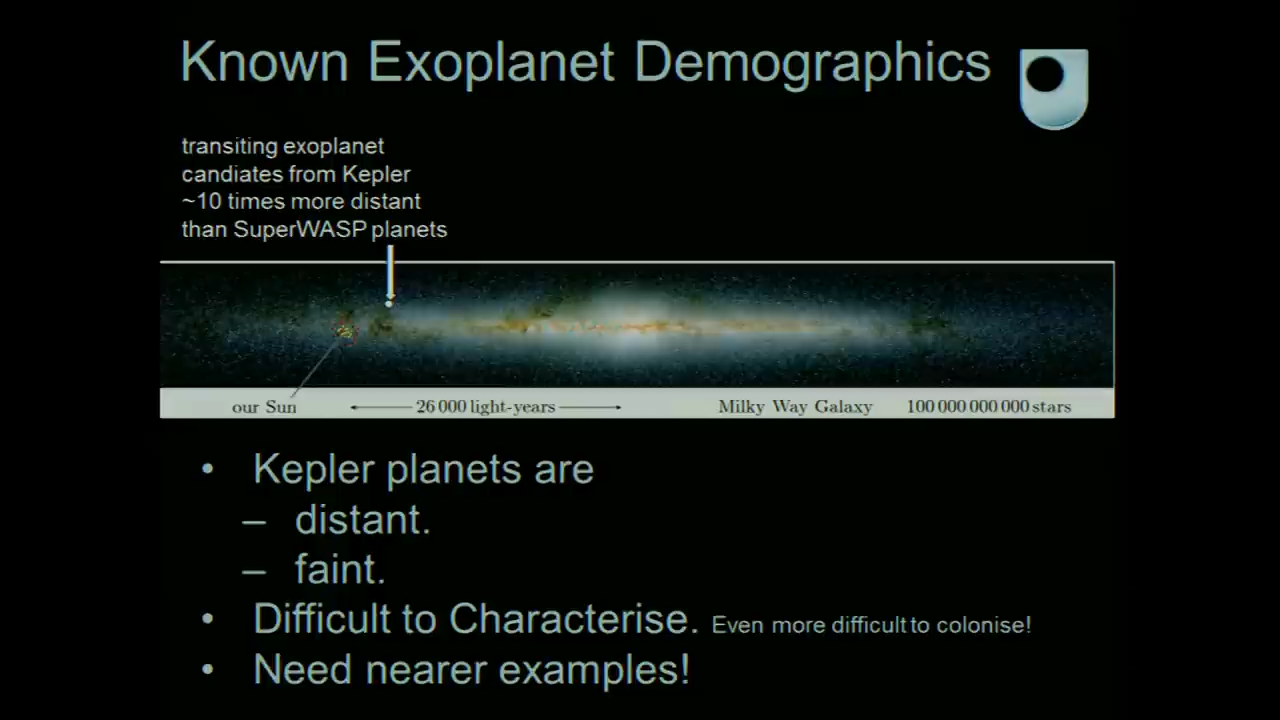 Known Exoplanet Demographics
transiting exoplanet
candiates from Kepler
~10 times more distant
than SuperWASP planets
our Sun
26 000 light-years
Milky Way Galaxy
100 000 000 000 stars
• Kepler planets are
– distant.
– faint.
• Difficult to Characterise. Even more difficult to colonise!
• Need nearer examples!